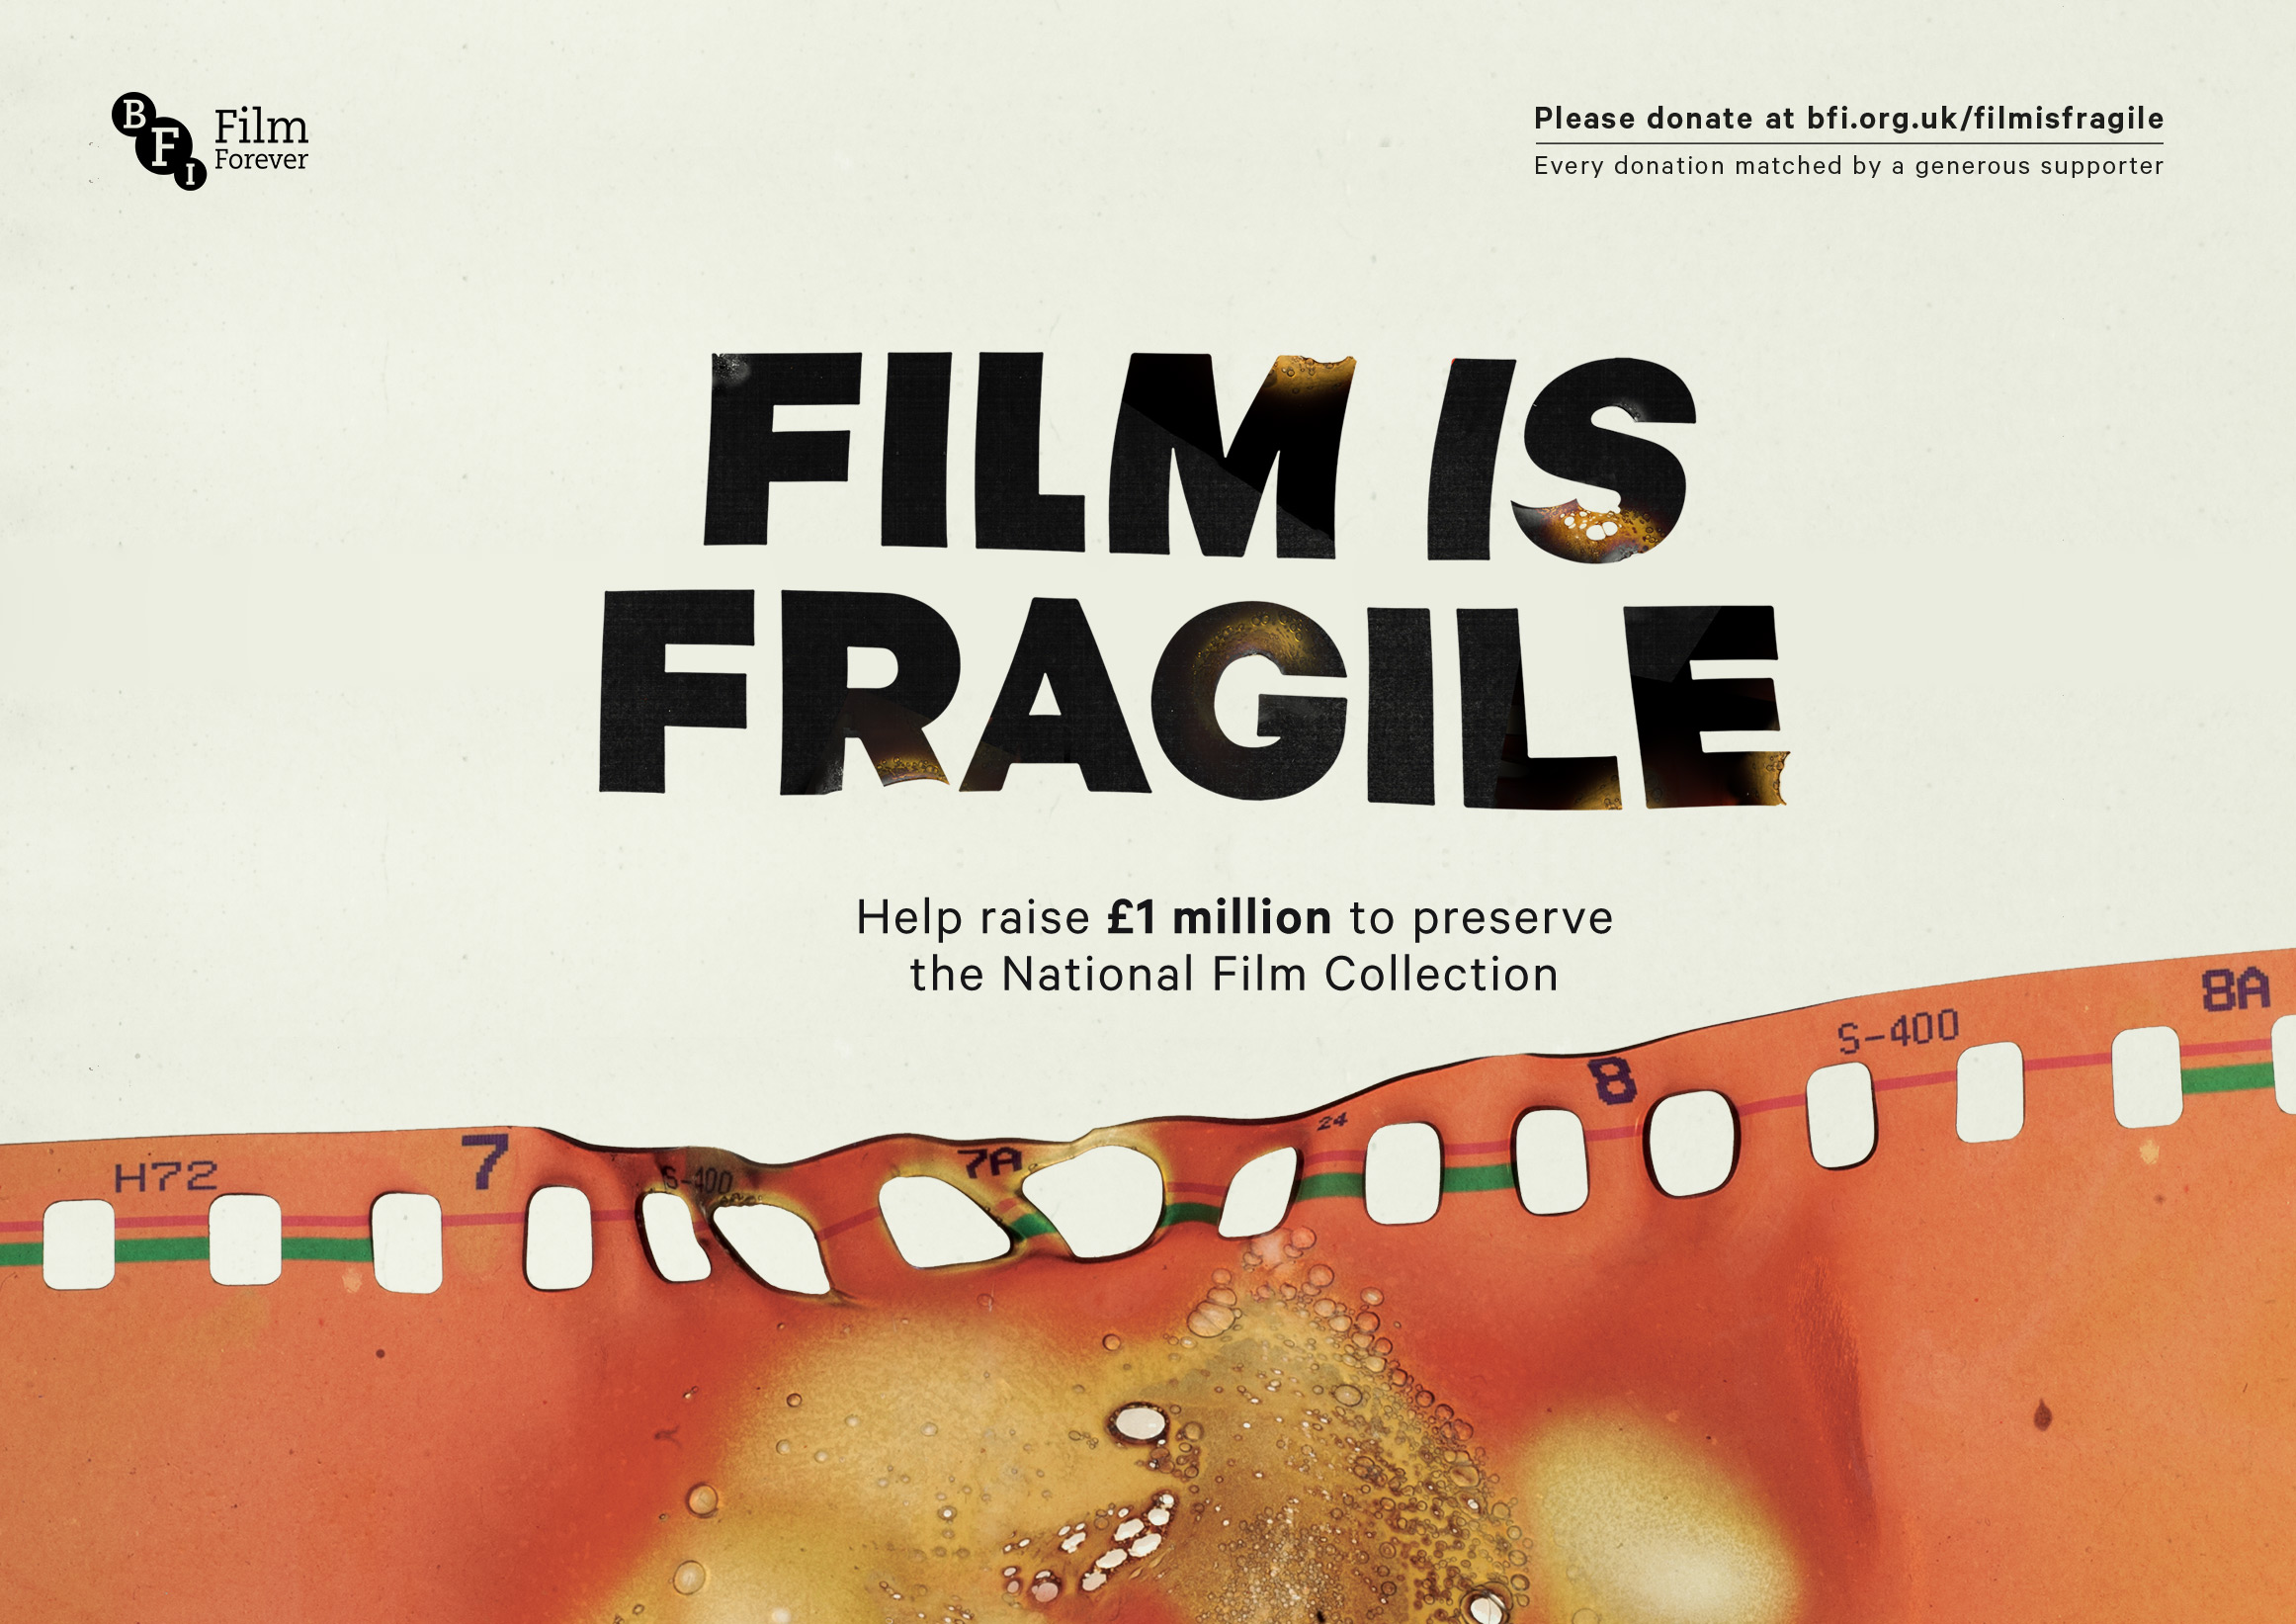 BFI Film
Forever
Please donate at bfi.org.uk/filmisfragile
Every donation matched by a generous supporter
FILM IS
FRAGILE
Help raise £1 million to preserve
the National Film Collection
H72 7 S-400 7A 24 8 S-400 8A